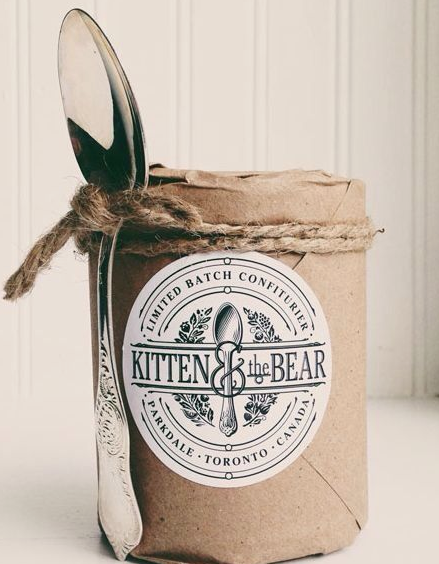 LIMITED BATCH CONFITURIER
KITTEN & the BEAR
PARKDALE · TORONTO · CANADA